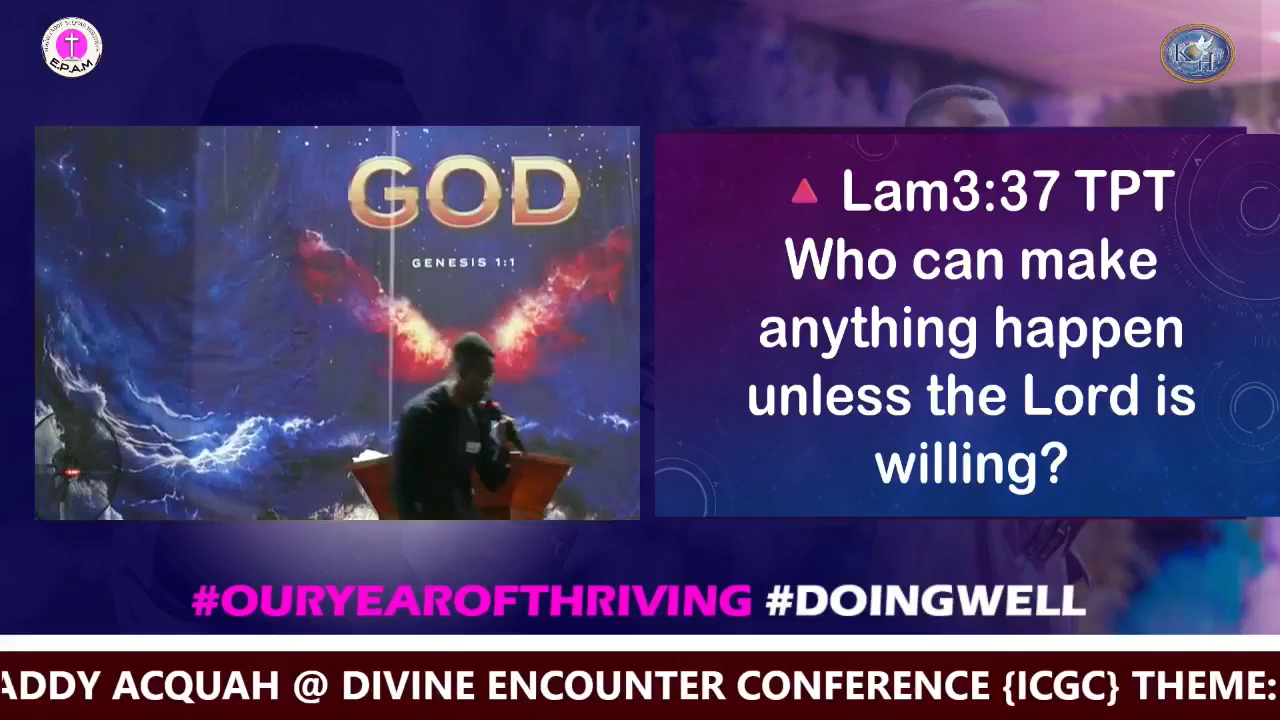 E.P.A.M
K H
GOD
GENESIS 1:1
🔺 Lam3:37 TPT
Who can make
anything happen
unless the Lord is
willing?
#OURYEAROFTHRIVING #DOINGWELL
ADDY ACQUAH @ DIVINE ENCOUNTER CONFERENCE {ICGC} THEME: